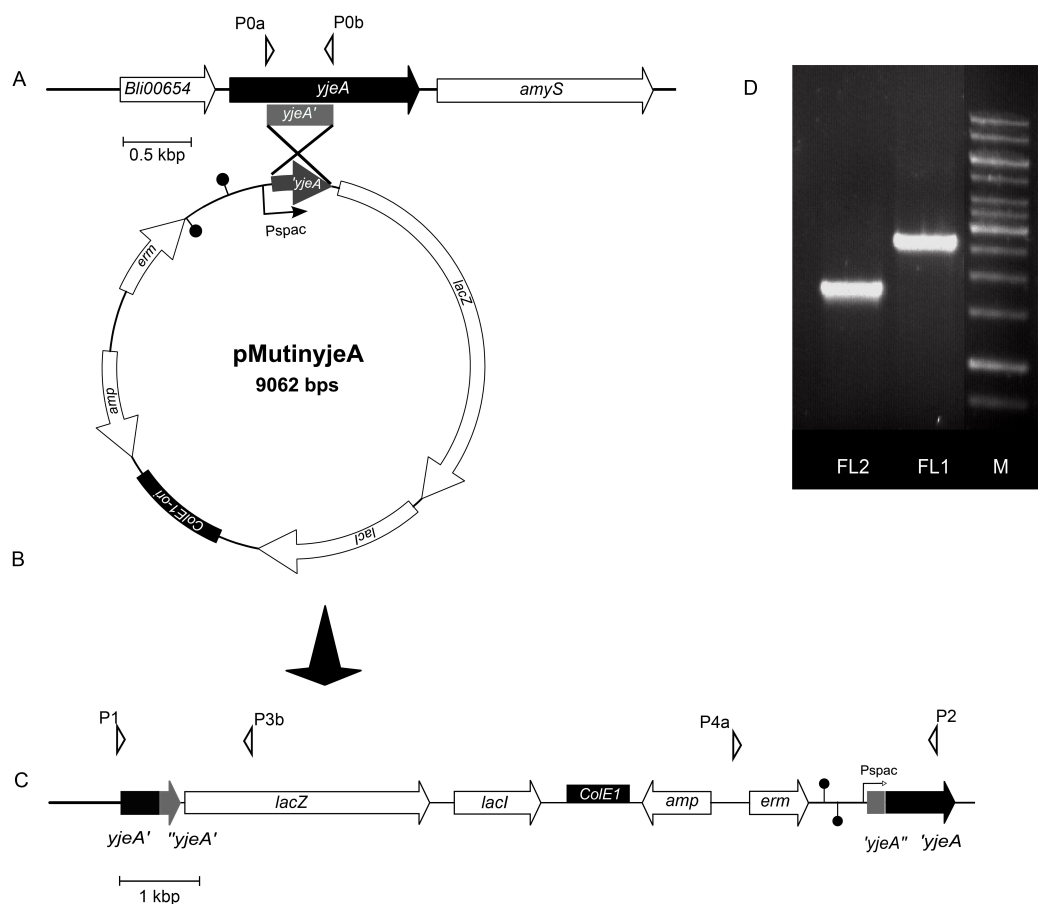 P0a
P0b
A
Bli00654
yjeA
amyS
D
yjeA'
0.5 kbp
'yjeA
Pspac
erm
lacZ
pMutinyjeA
9062 bps
amp
ColE1-ori
lacI
B
FL2
FL1
M
P1
P3b
P4a
P2
C
Pspac
lacZ
lacI
ColE1
amp
erm
yjeA'
"yjeA'
'yjeA"
'yjeA
1 kbp